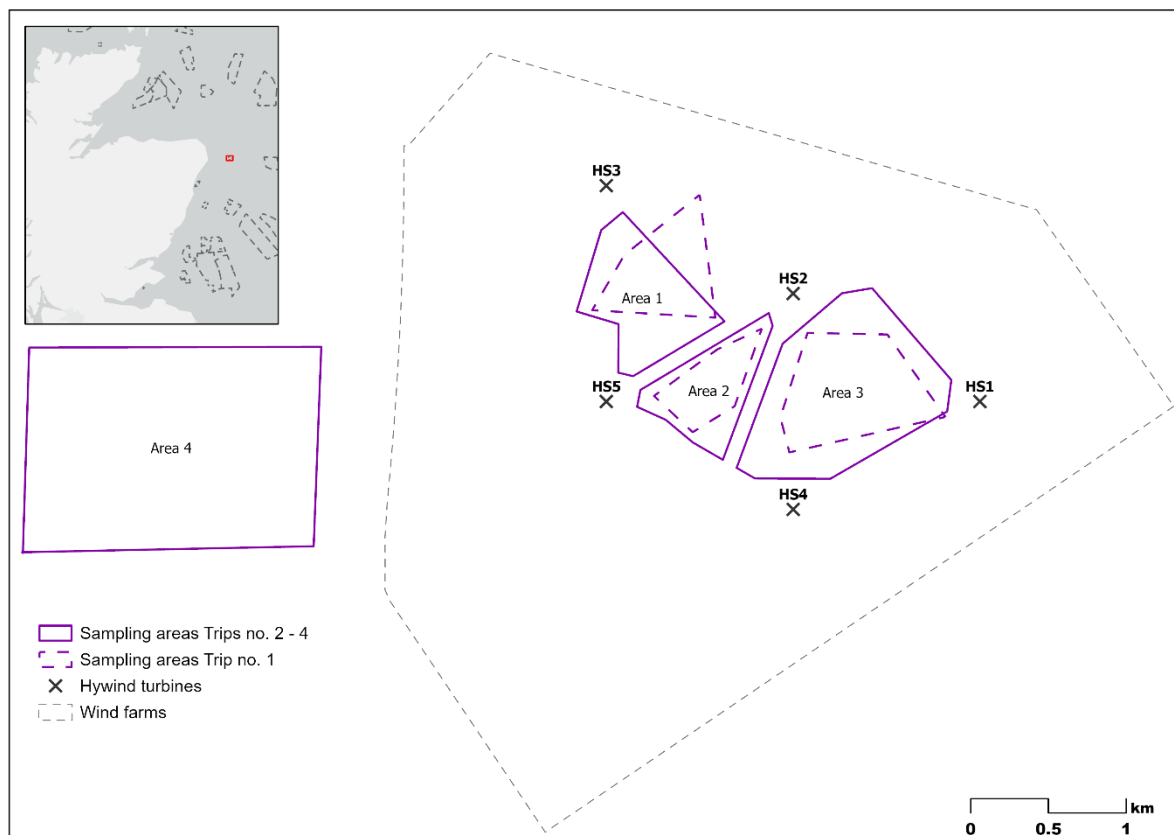 HS3
Area 1
HS2
HS5
Area 2
Area 3
HS1
HS4
Area 4
Sampling areas Trips no. 2 - 4
Sampling areas Trip no. 1
Hywind turbines
Wind farms
km
0 0.5 1